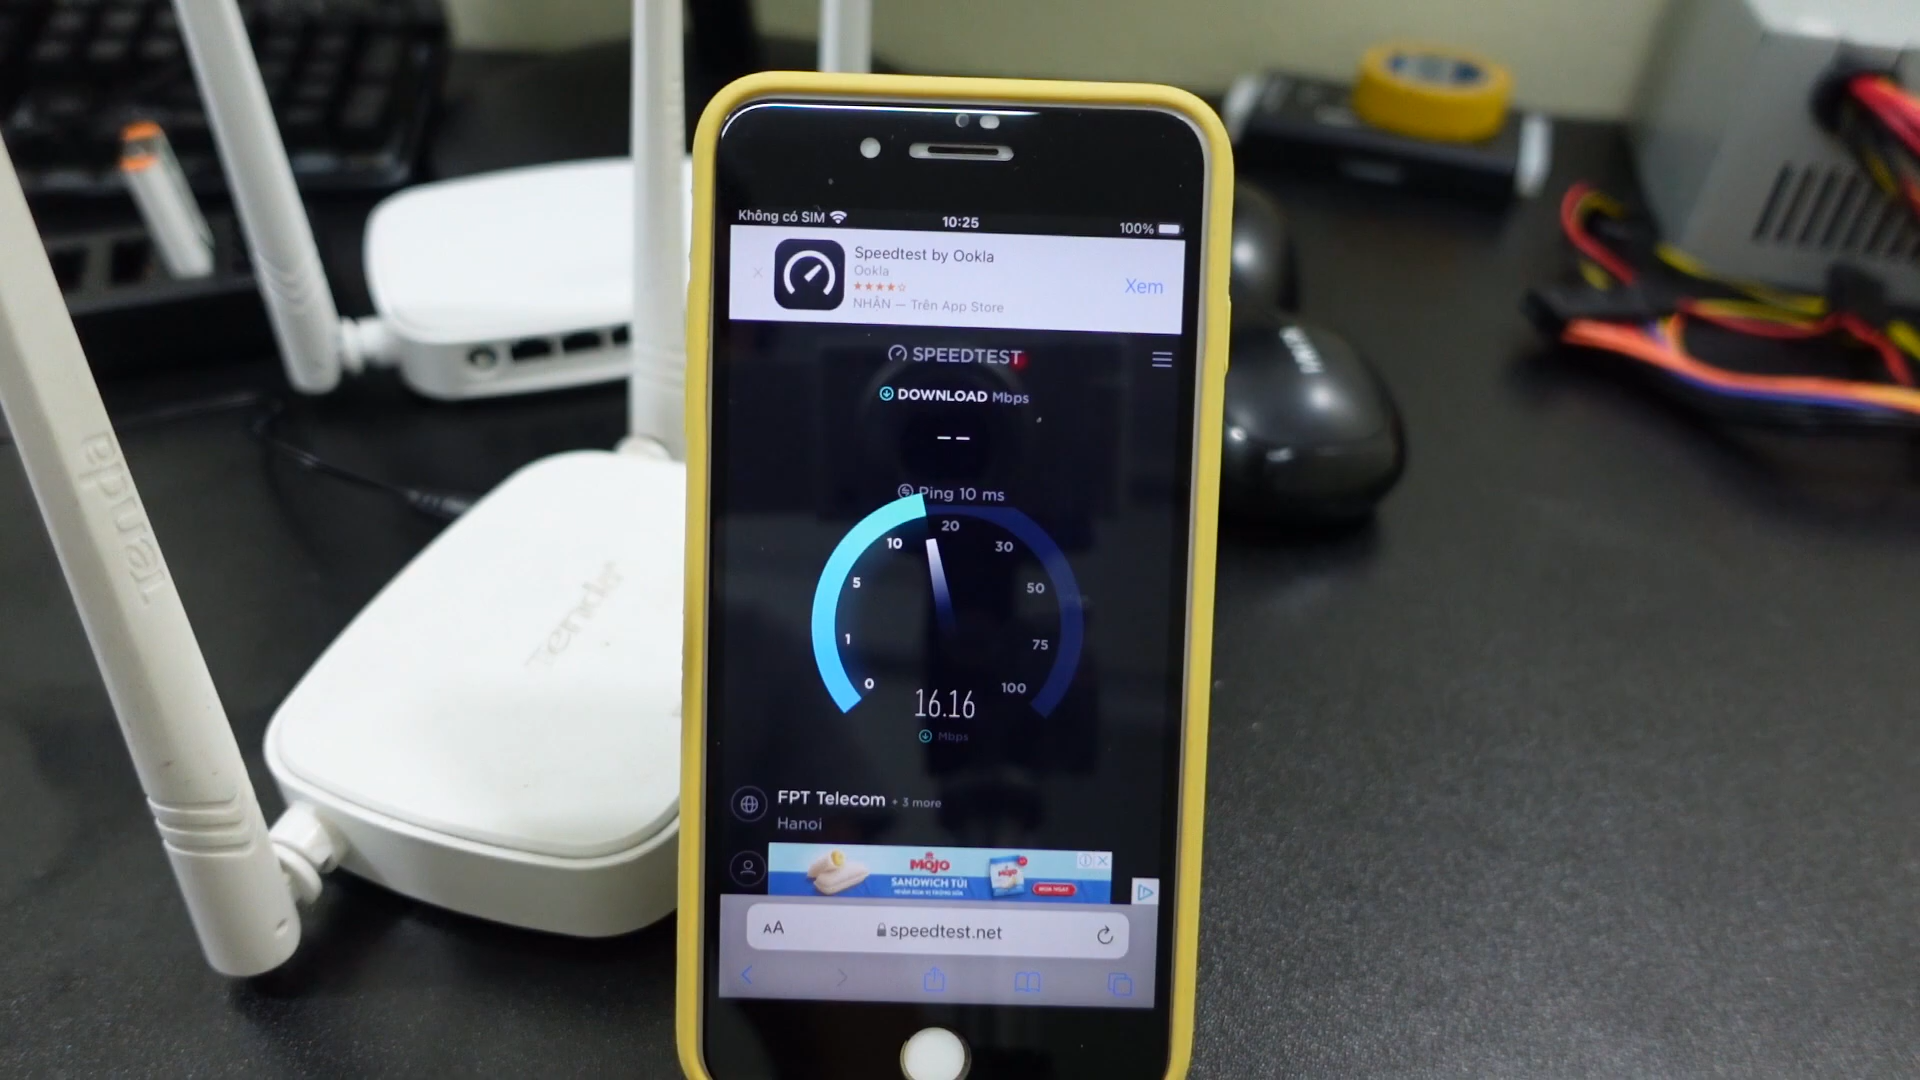 Không có SIM
10:25
100%
Speedtest by Ookla
Ookla
NHẬN — Trên App Store
Xem
SPEEDTEST
DOWNLOAD Mbps
Ping 10 ms
20
10
30
5
50
1
75
0
100
16.16
Mbps
FPT Telecom + 3 more
Hanoi
MOJO
SANDWICH TÚI
MUA NGAY
AA
speedtest.net
Tenda
Tenda